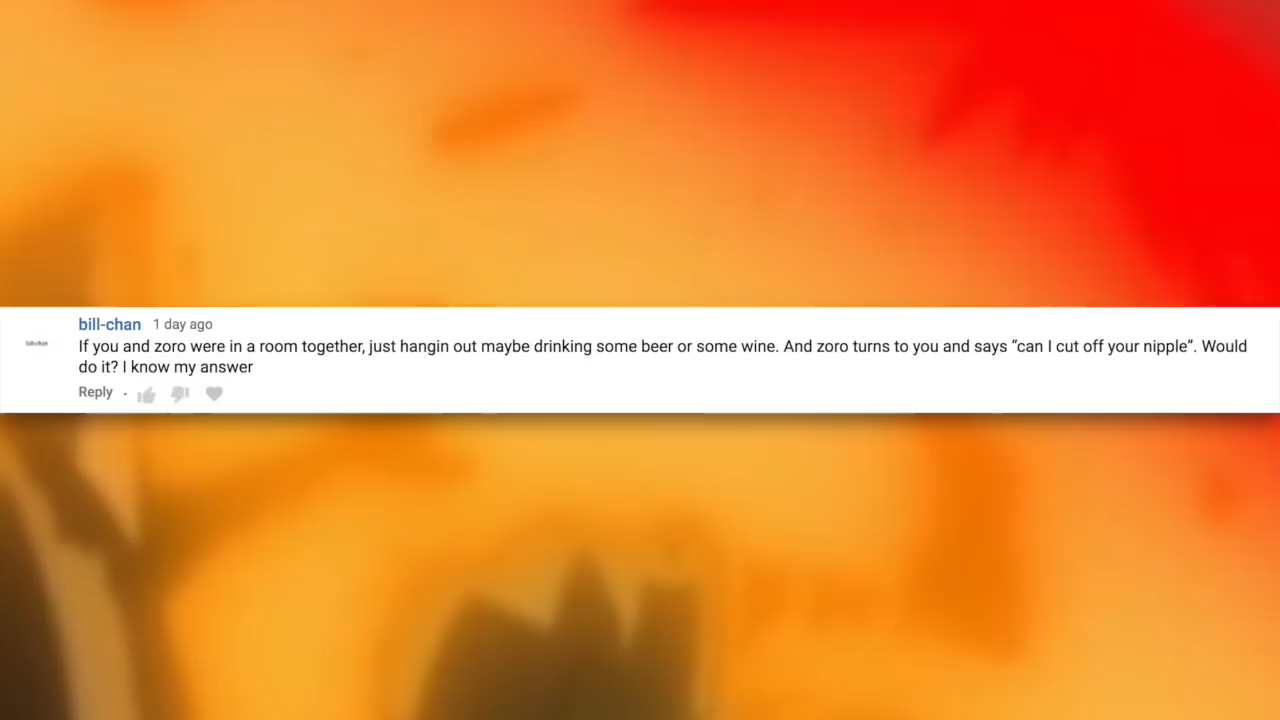 bill-chan 1 day ago
bill-chan
If you and zoro were in a room together, just hangin out maybe drinking some beer or some wine. And zoro turns to you and says “can I cut off your nipple”. Would
do it? I know my answer
Reply ·